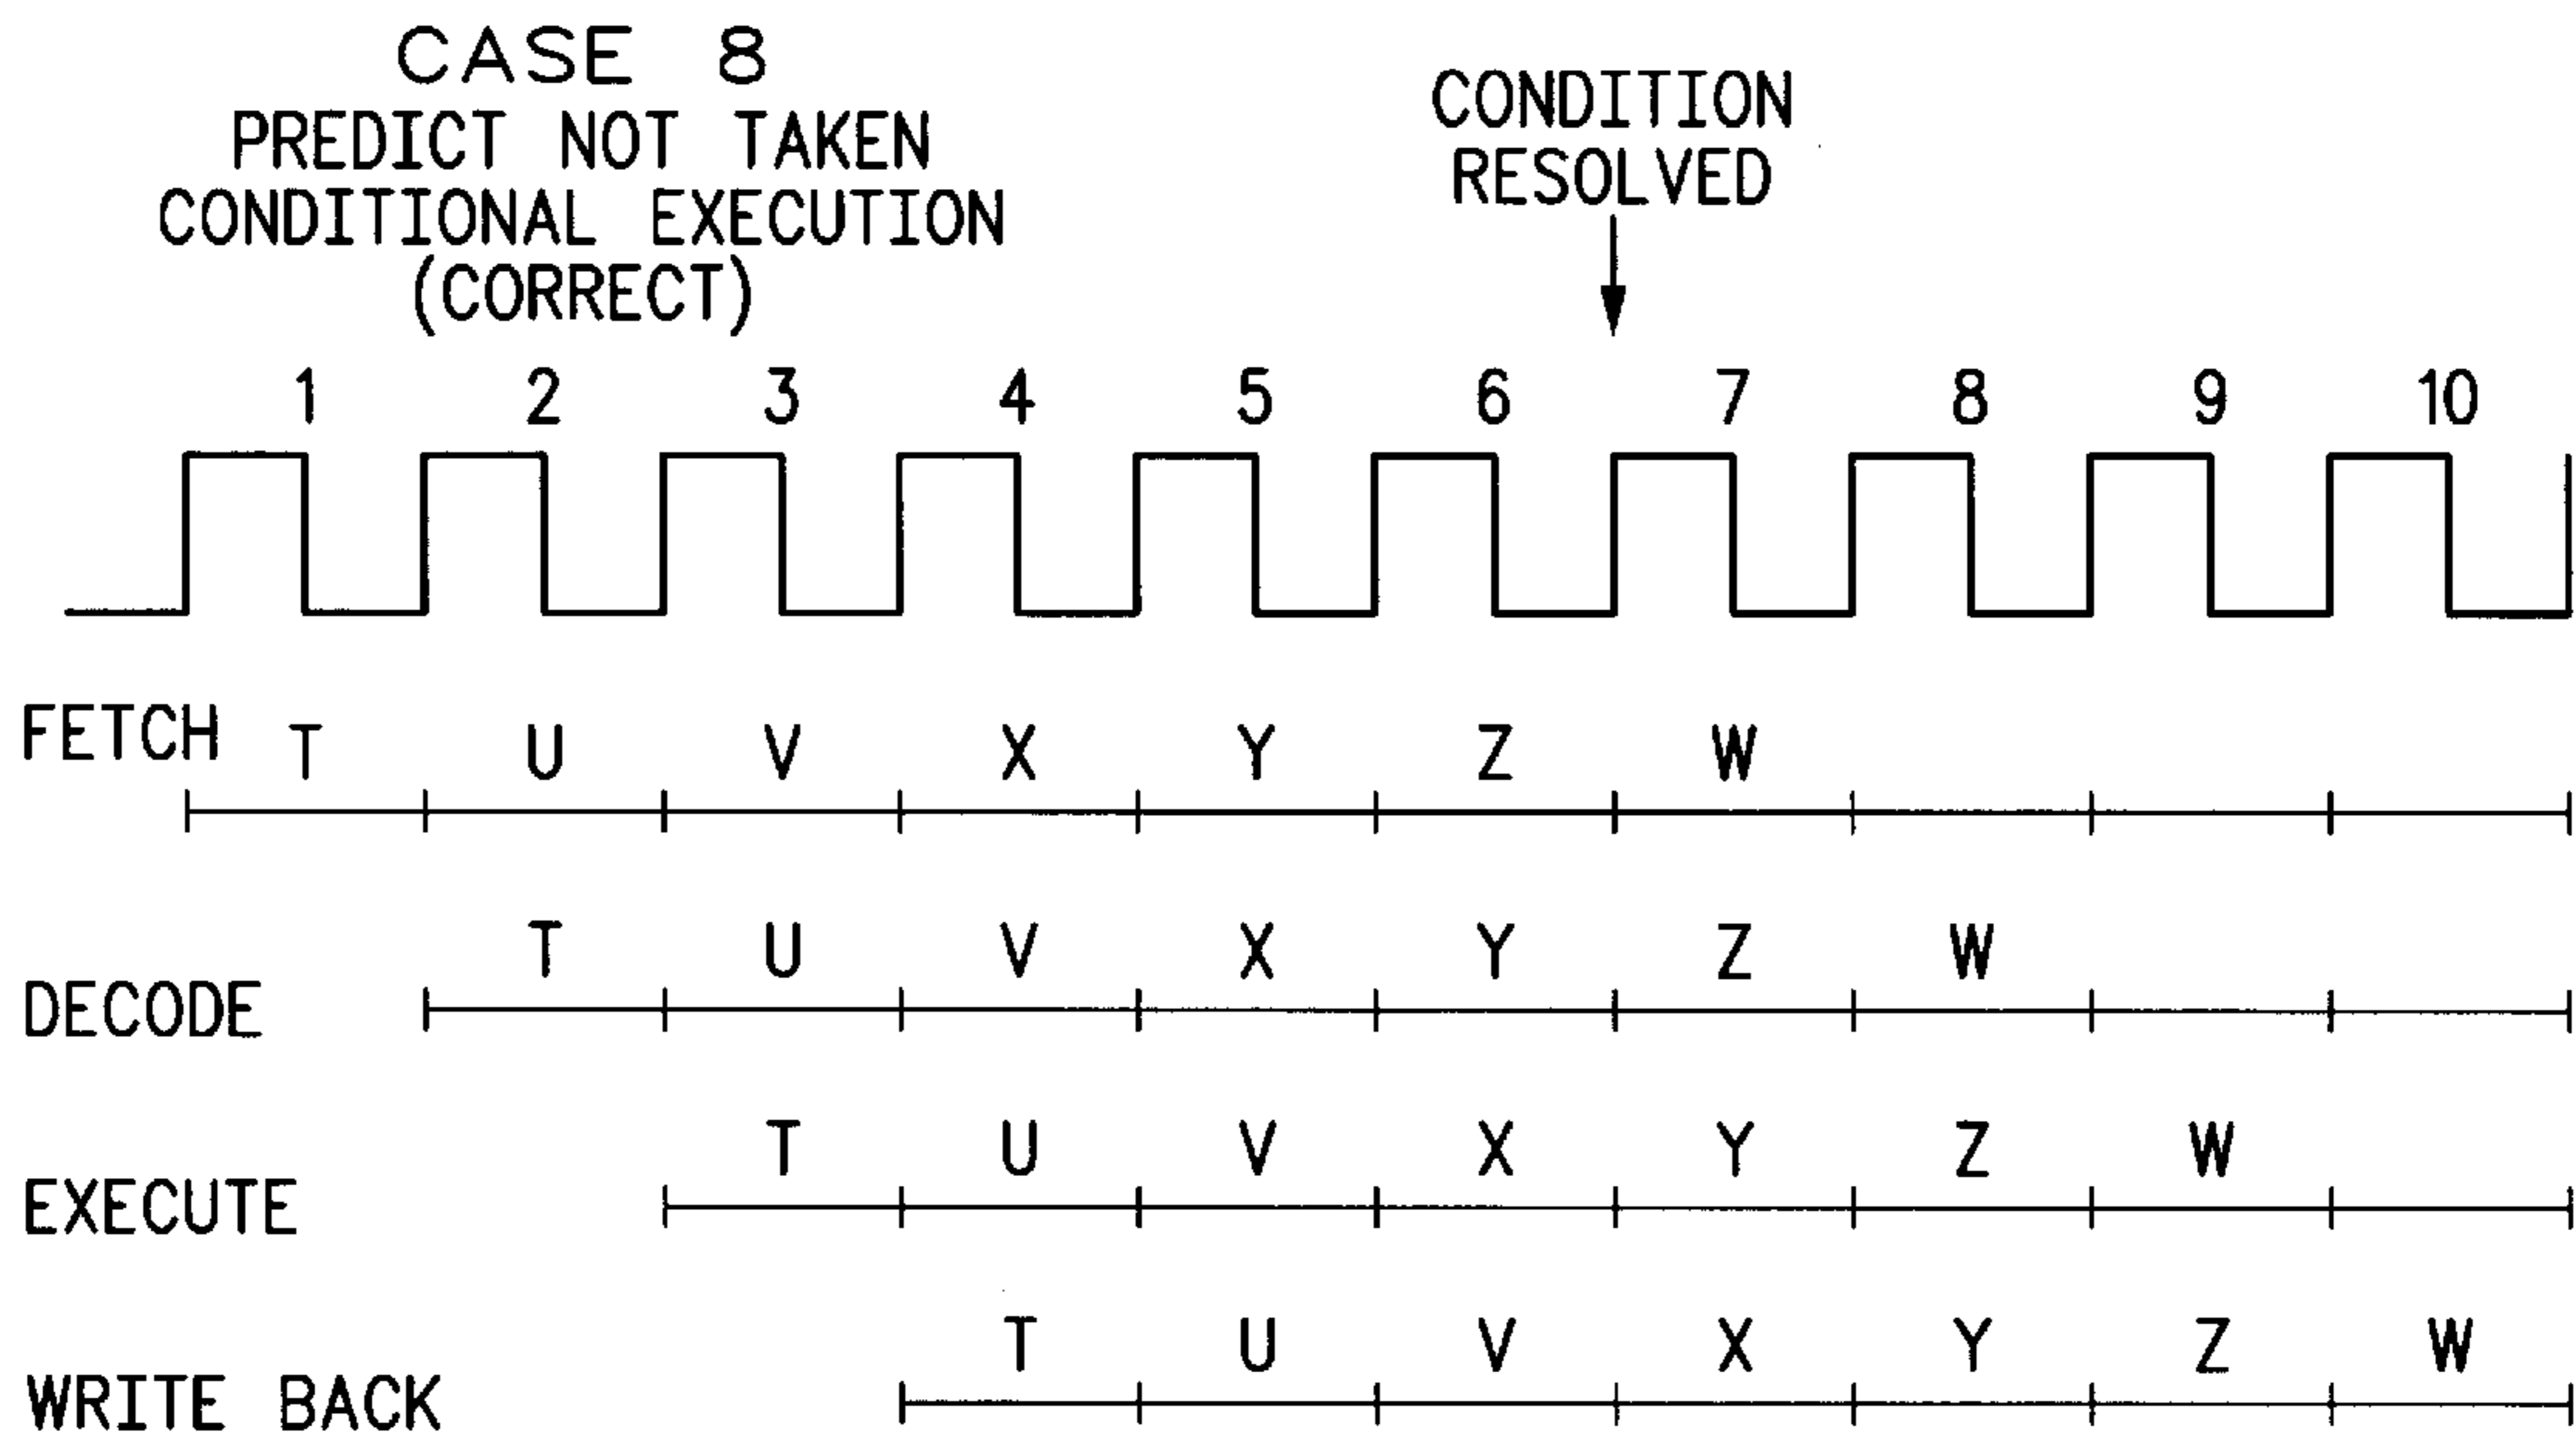 CASE 8
PREDICT NOT TAKEN
CONDITIONAL EXECUTION
(CORRECT)
CONDITION
RESOLVED
1 2 3 4 5 6 7 8 9 10
FETCH T U V X Y Z W
DECODE T U V X Y Z W
EXECUTE T U V X Y Z W
WRITE BACK T U V X Y Z W